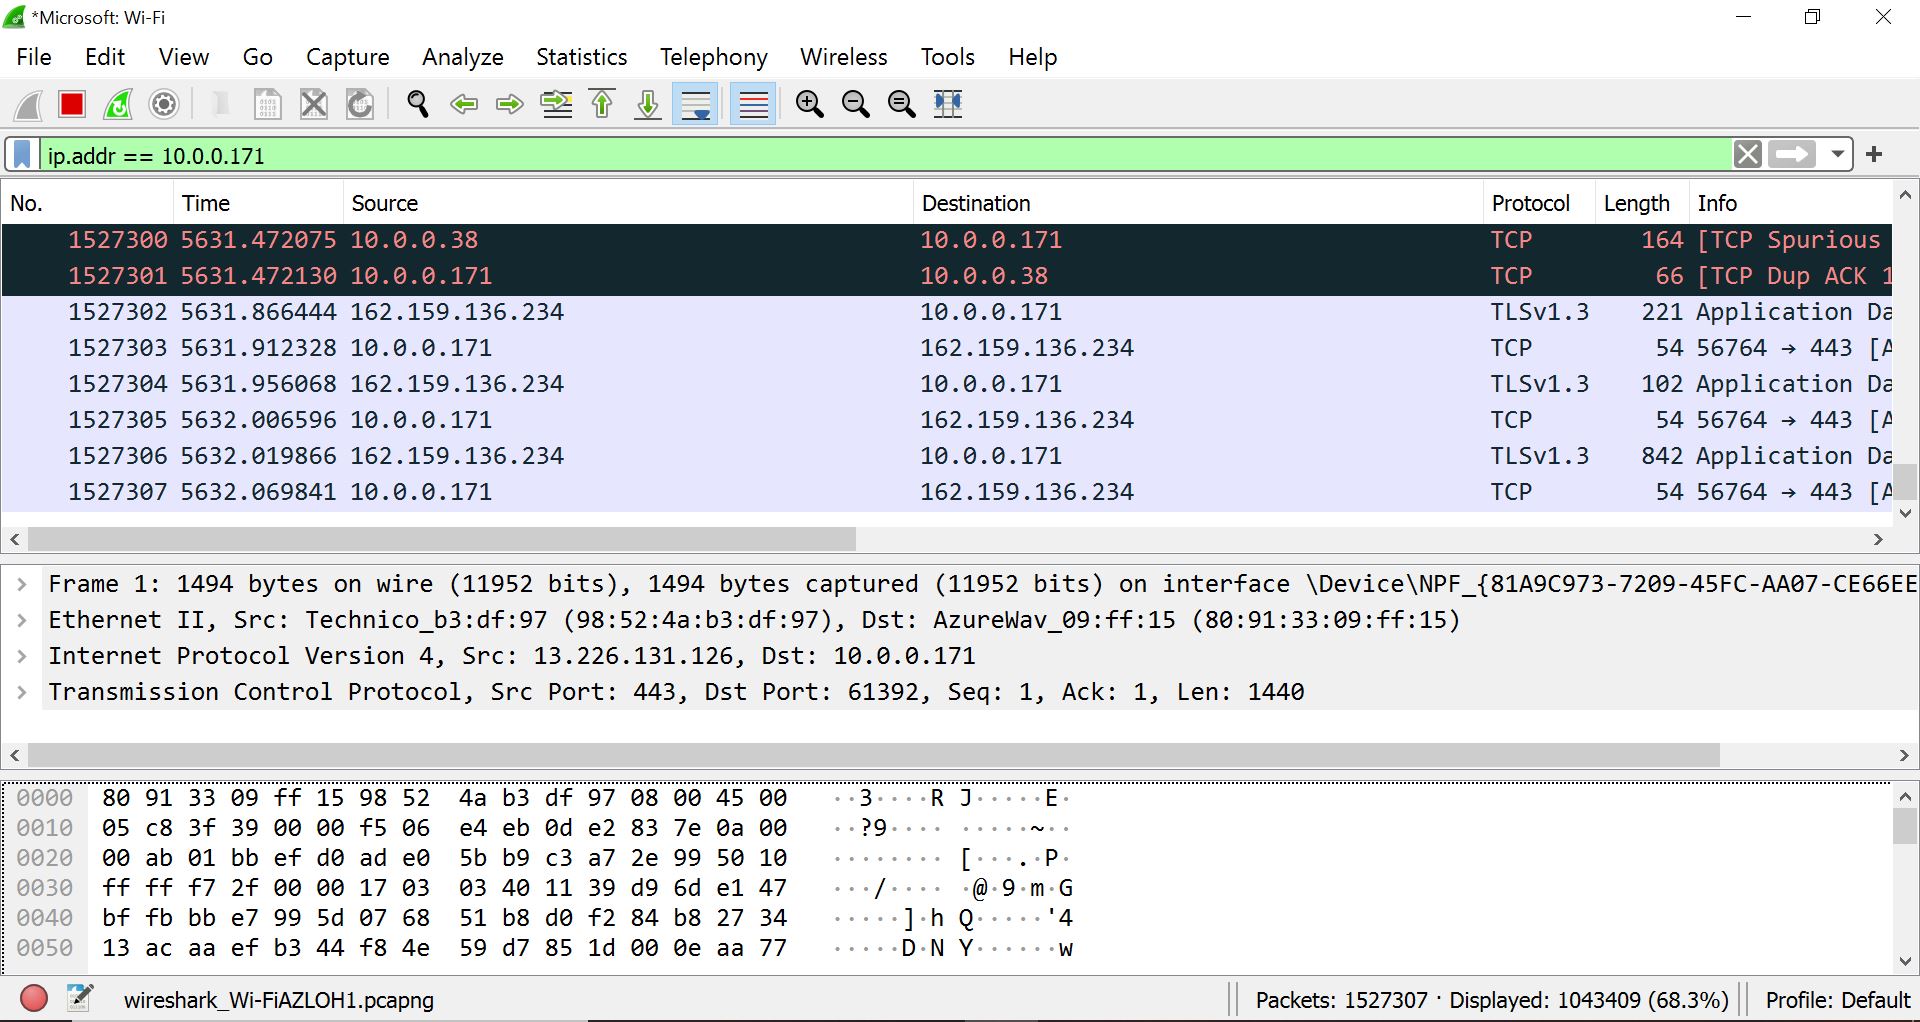 *Microsoft: Wi-Fi
File Edit View Go Capture Analyze Statistics Telephony Wireless Tools Help
ip.addr == 10.0.0.171
No. Time Source Destination Protocol Length Info
1527300 5631.472075 10.0.0.38 10.0.0.171 TCP 164 [TCP Spurious
1527301 5631.472130 10.0.0.171 10.0.0.38 TCP 66 [TCP Dup ACK 1
1527302 5631.866444 162.159.136.234 10.0.0.171 TLSv1.3 221 Application Da
1527303 5631.912328 10.0.0.171 162.159.136.234 TCP 54 56764 → 443 [A
1527304 5631.956068 162.159.136.234 10.0.0.171 TLSv1.3 102 Application Da
1527305 5632.006596 10.0.0.171 162.159.136.234 TCP 54 56764 → 443 [A
1527306 5632.019866 162.159.136.234 10.0.0.171 TLSv1.3 842 Application Da
1527307 5632.069841 10.0.0.171 162.159.136.234 TCP 54 56764 → 443 [A
Frame 1: 1494 bytes on wire (11952 bits), 1494 bytes captured (11952 bits) on interface \Device\NPF_{81A9C973-7209-45FC-AA07-CE66EE
Ethernet II, Src: Technico_b3:df:97 (98:52:4a:b3:df:97), Dst: AzureWav_09:ff:15 (80:91:33:09:ff:15)
Internet Protocol Version 4, Src: 13.226.131.126, Dst: 10.0.0.171
Transmission Control Protocol, Src Port: 443, Dst Port: 61392, Seq: 1, Ack: 1, Len: 1440
0000 80 91 33 09 ff 15 98 52 4a b3 df 97 08 00 45 00 ··3····R J·····E·
0010 05 c8 3f 39 00 00 f5 06 e4 eb 0d e2 83 7e 0a 00 ··?9···· ·····~··
0020 00 ab 01 bb ef d0 ad e0 5b b9 c3 a7 2e 99 50 10 ········ [···.·P·
0030 ff ff f7 2f 00 00 17 03 03 40 11 39 d9 6d e1 47 ···/···· ·@·9·m·G
0040 bf fb bb e7 99 5d 07 68 51 b8 d0 f2 84 b8 27 34 ·····]·h Q·····'4
0050 13 ac aa ef b3 44 f8 4e 59 d7 85 1d 00 0e aa 77 ·····D·N Y······w
wireshark_Wi-FiAZLOH1.pcapng Packets: 1527307 · Displayed: 1043409 (68.3%) Profile: Default